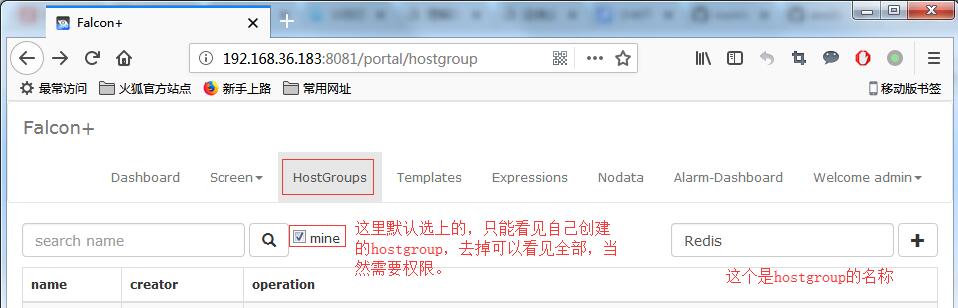 Falcon+
192.168.36.183:8081/portal/hostgroup
最常访问 火狐官方站点 新手上路 常用网址 移动版书签
Falcon+
Dashboard Screen HostGroups Templates Expressions Nodata Alarm-Dashboard Welcome admin
search name mine Redis
这里默认选上的，只能看见自己创建
的hostgroup，去掉可以看见全部，当
然需要权限。
这个是hostgroup的名称
name creator operation